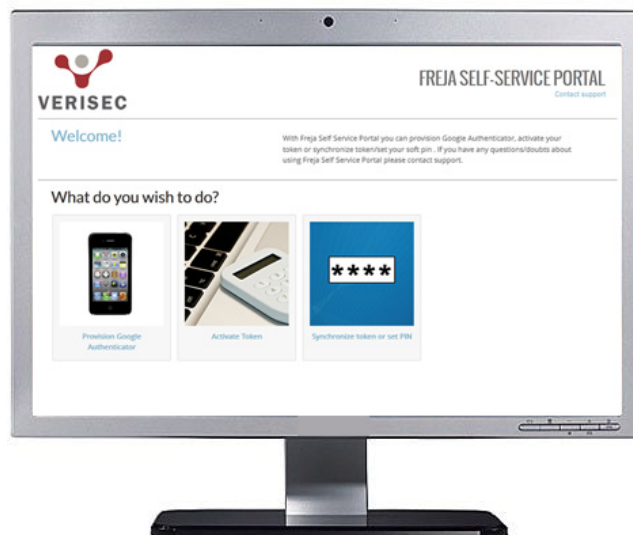 VERISEC
FREJA SELF-SERVICE PORTAL
Contact support
Welcome!
With Freja Self Service Portal you can provision Google Authenticator, activate your
token or synchronize token/set your soft pin . If you have any questions/doubts about
using Freja Self Service Portal please contact support.
What do you wish to do?
****
Provision Google
Authenticator
Activate Token
Synchronize token or set PIN